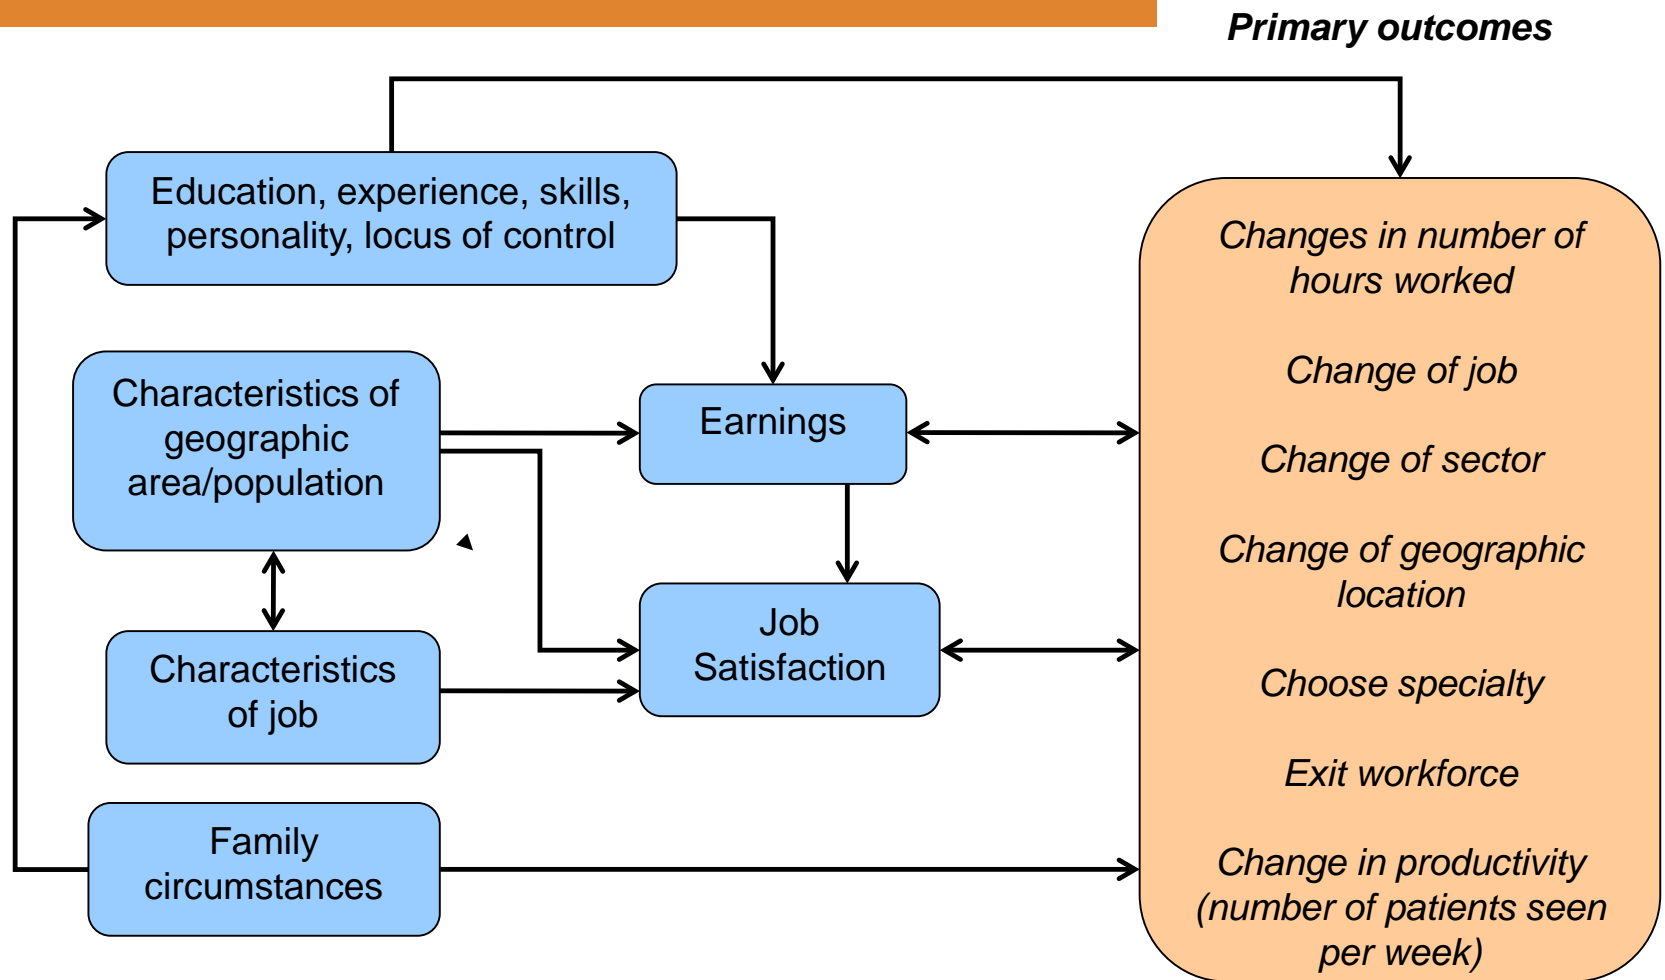 Primary outcomes
Education, experience, skills,
personality, locus of control
Characteristics of
geographic
area/population
Earnings
Job
Satisfaction
Characteristics
of job
Family
circumstances
Changes in number of
hours worked
Change of job
Change of sector
Change of geographic
location
Choose specialty
Exit workforce
Change in productivity
(number of patients seen
per week)